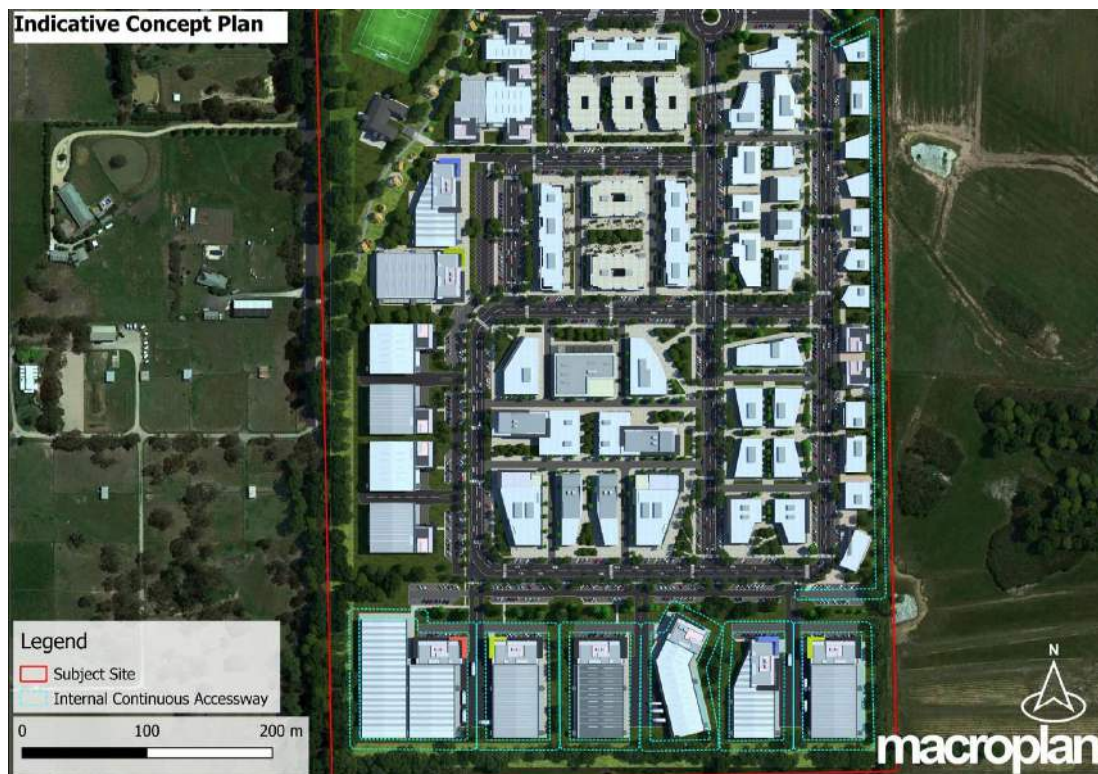 Indicative Concept Plan
Legend
Subject Site
Internal Continuous Accessway
0 100 200 m
N
macroplan